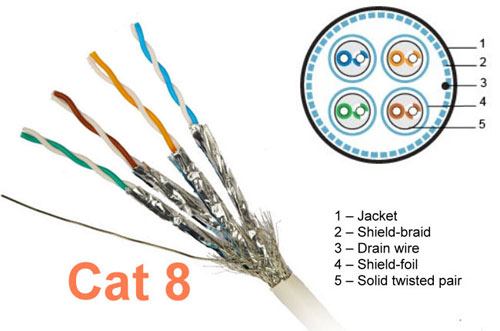 1
2
3
4
5
1 – Jacket
2 – Shield-braid
3 – Drain wire
4 – Shield-foil
5 – Solid twisted pair
Cat 8